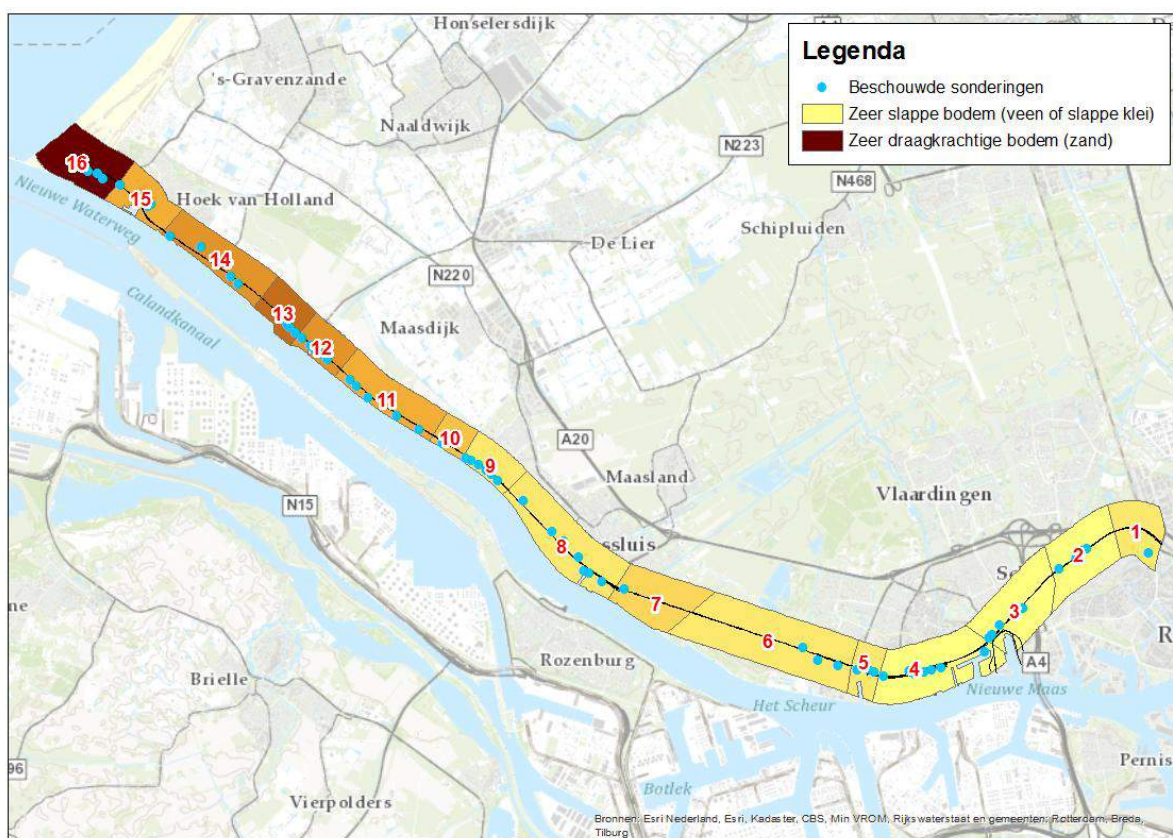 Honselersdijk
's-Gravenzande
Naaldwijk
Legenda
Beschouwde sonderingen
Zeer slappe bodem (veen of slappe klei)
Zeer draagkrachtige bodem (zand)
N223
N468
16
15
Hoek van Holland
Nieuwe Waterweg
De Lier
Schipluiden
14
N220
Calandkanaal
13
Maasdijk
12
11
10
A20
9
Maasland
N15
Vlaardingen
8
ssluis
1
2
7
3
6
5
4
Rozenburg
A4
Brielle
Het Scheur
Nieuwe Maas
Pernis
96
Botlek
Vierpolders
Bronnen: Esri Nederland, Esri, Kadaster, CBS, Min VROM, Rijkswaterstaat en gemeenten: Rotterdam, Breda,
Tilburg